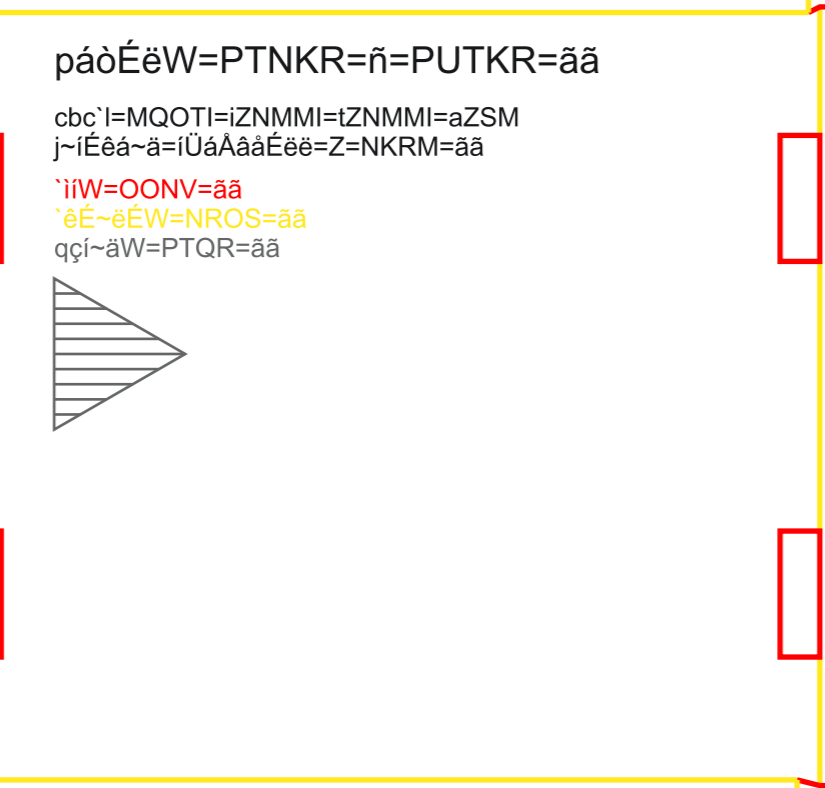 páòÉëW=PTNKR=ñ=PUTKR=ãã
cbc`l=MQOTI=iZNMMI=tZNMMI=aZSM
j~íÉêá~ä=íÜáÅâåÉëë=Z=NKRM=ãã
`ìíW=OONV=ãã
`êÉ~ëÉW=NROS=ãã
qçí~äW=PTQR=ãã